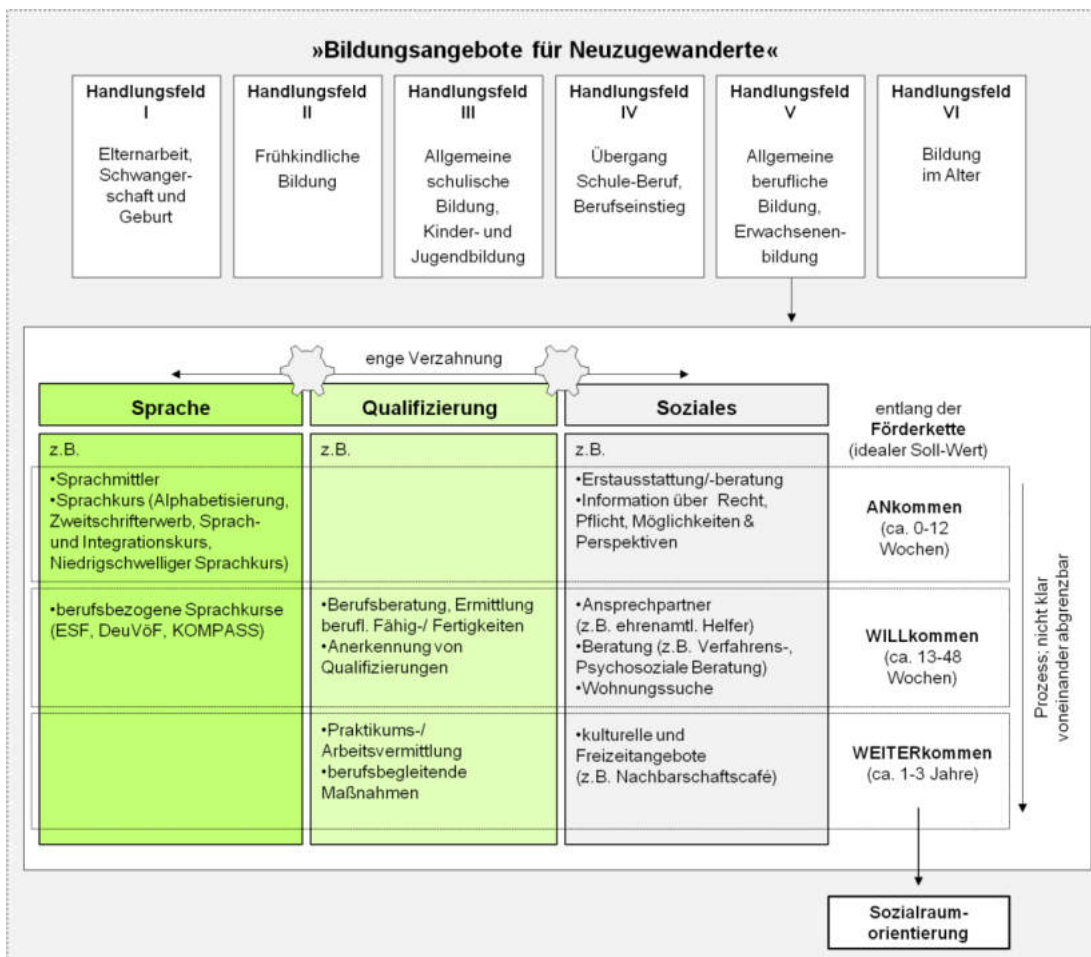 »Bildungsangebote für Neuzugewanderte«
Handlungsfeld
I
Elternarbeit,
Schwanger-
schaft und
Geburt
Handlungsfeld
II
Frühkindliche
Bildung
Handlungsfeld
III
Allgemeine
schulische
Bildung,
Kinder- und
Jugendbildung
Handlungsfeld
IV
Übergang
Schule-Beruf,
Berufseinstieg
Handlungsfeld
V
Allgemeine
berufliche
Bildung,
Erwachsenen-
bildung
Handlungsfeld
VI
Bildung
im Alter
enge Verzahnung
Sprache
Qualifizierung
Soziales
entlang der
Förderkette
(idealer Soll-Wert)
z.B.
•Sprachmittler
•Sprachkurs (Alphabetisierung,
Zweitschrifterwerb, Sprach-
und Integrationskurs,
Niedrigschwelliger Sprachkurs)
z.B.
z.B.
•Erstausstattung/-beratung
•Information über Recht,
Pflicht, Möglichkeiten &
Perspektiven
ANkommen
(ca. 0-12
Wochen)
•berufsbezogene Sprachkurse
(ESF, DeuVöF, KOMPASS)
•Berufsberatung, Ermittlung
berufl. Fähig-/ Fertigkeiten
•Anerkennung von
Qualifizierungen
•Ansprechpartner
(z.B. ehrenamtl. Helfer)
•Beratung (z.B. Verfahrens-,
Psychosoziale Beratung)
•Wohnungssuche
WILLkommen
(ca. 13-48
Wochen)
•Praktikums-/
Arbeitsvermittlung
•berufsbegleitende
Maßnahmen
•kulturelle und
Freizeitangebote
(z.B. Nachbarschaftscafé)
WEITERkommen
(ca. 1-3 Jahre)
Prozess; nicht klar
voneinander abgrenzbar
Sozialraum-
orientierung